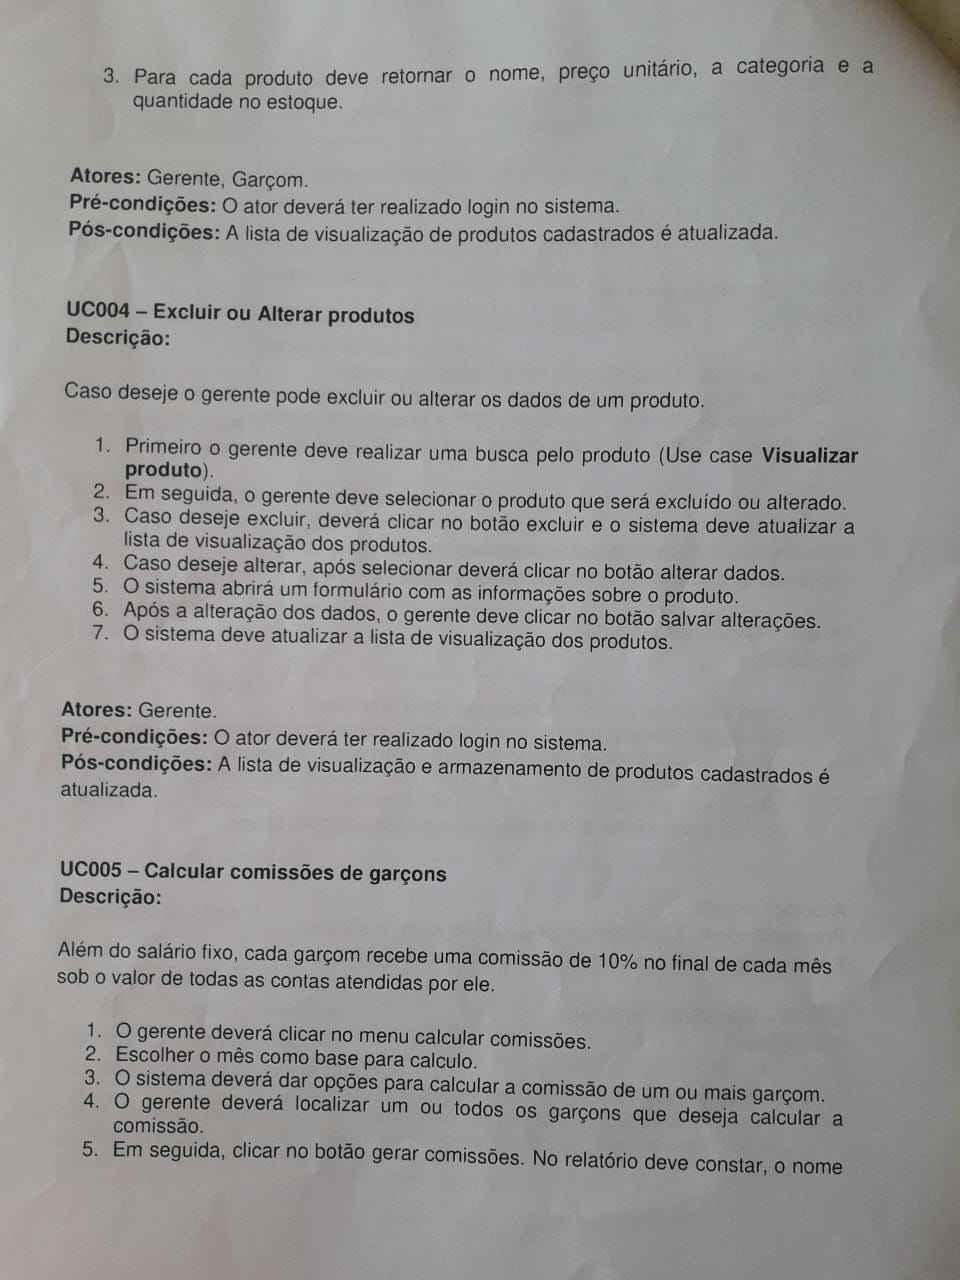 3. Para cada produto deve retornar o nome, preço unitário, a categoria e a
quantidade no estoque.
Atores: Gerente, Garçom.
Pré-condições: O ator deverá ter realizado login no sistema.
Pós-condições: A lista de visualização de produtos cadastrados é atualizada.
UC004 – Excluir ou Alterar produtos
Descrição:
Caso deseje o gerente pode excluir ou alterar os dados de um produto.
1. Primeiro o gerente deve realizar uma busca pelo produto (Use case Visualizar
produto).
2. Em seguida, o gerente deve selecionar o produto que será excluído ou alterado.
3. Caso deseje excluir, deverá clicar no botão excluir e o sistema deve atualizar a
lista de visualização dos produtos.
4. Caso deseje alterar, após selecionar deverá clicar no botão alterar dados.
5. O sistema abrirá um formulário com as informações sobre o produto.
6. Após a alteração dos dados, o gerente deve clicar no botão salvar alterações.
7. O sistema deve atualizar a lista de visualização dos produtos.
Atores: Gerente.
Pré-condições: O ator deverá ter realizado login no sistema.
Pós-condições: A lista de visualização e armazenamento de produtos cadastrados é
atualizada.
UC005 – Calcular comissões de garçons
Descrição:
Além do salário fixo, cada garçom recebe uma comissão de 10% no final de cada mês
sob o valor de todas as contas atendidas por ele.
1. O gerente deverá clicar no menu calcular comissões.
2. Escolher o mês como base para calculo.
3. O sistema deverá dar opções para calcular a comissão de um ou mais garçom.
4. O gerente deverá localizar um ou todos os garçons que deseja calcular a
comissão.
5. Em seguida, clicar no botão gerar comissões. No relatório deve constar, o nome